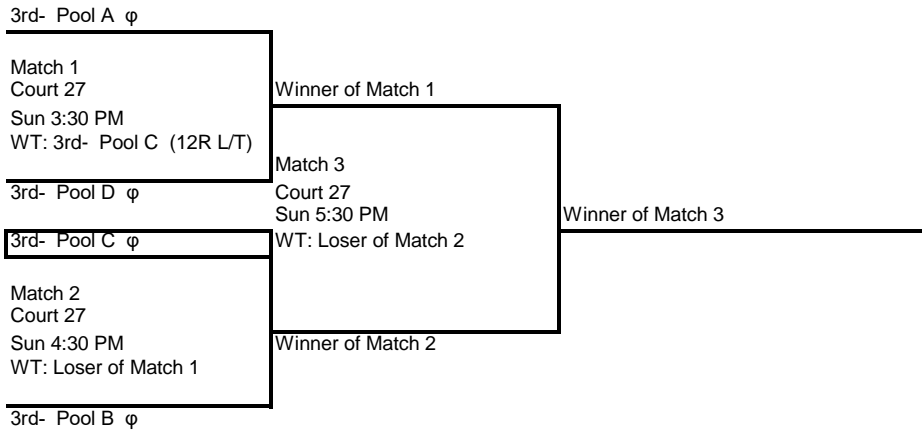 3rd- Pool A φ
Match 1
Court 27
Sun 3:30 PM
WT: 3rd- Pool C (12R L/T)
3rd- Pool D φ
3rd- Pool C φ
Match 2
Court 27
Sun 4:30 PM
WT: Loser of Match 1
3rd- Pool B φ
Winner of Match 1
Match 3
Court 27
Sun 5:30 PM
WT: Loser of Match 2
Winner of Match 2
Winner of Match 3